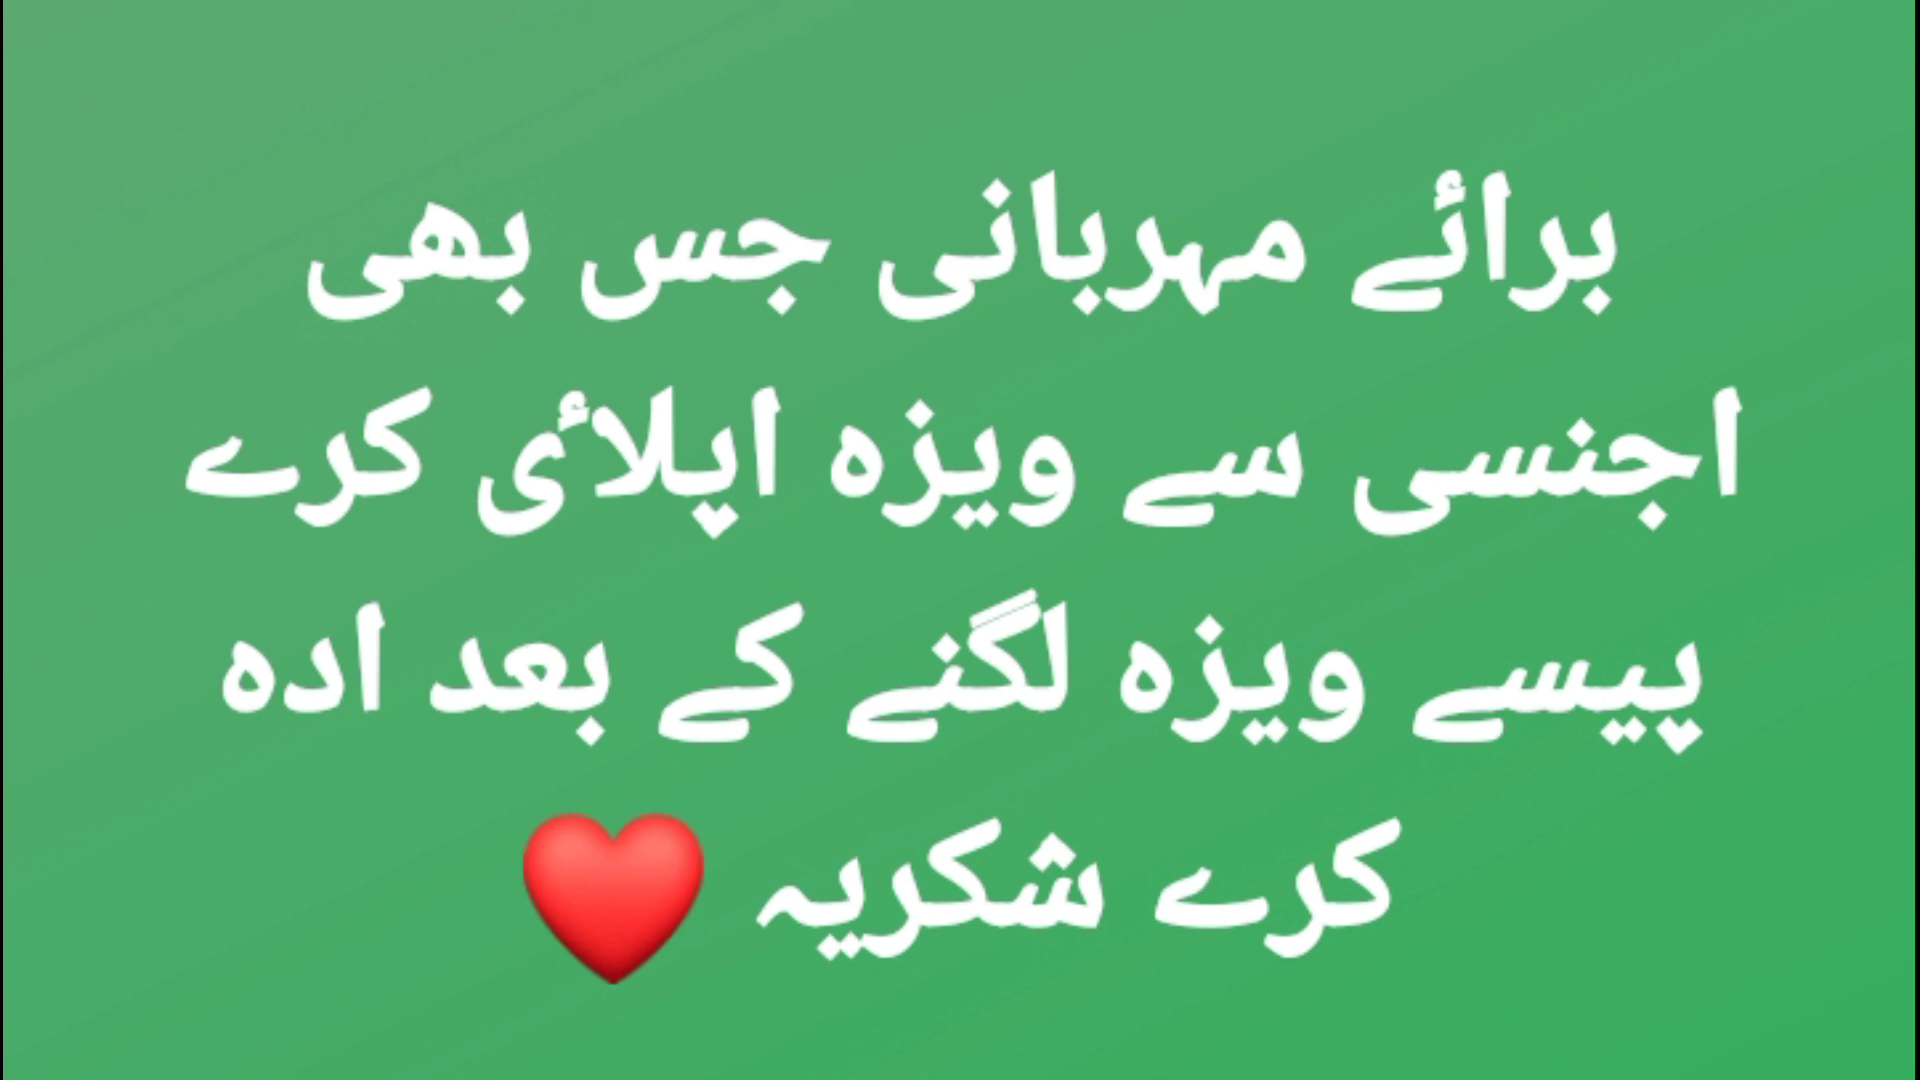 برائے مہربانی جس بھی
اجنسی سے ویزہ اپلائی کرے
پیسے ویزہ لگنے کے بعد ادہ
کرے شکریہ ❤️